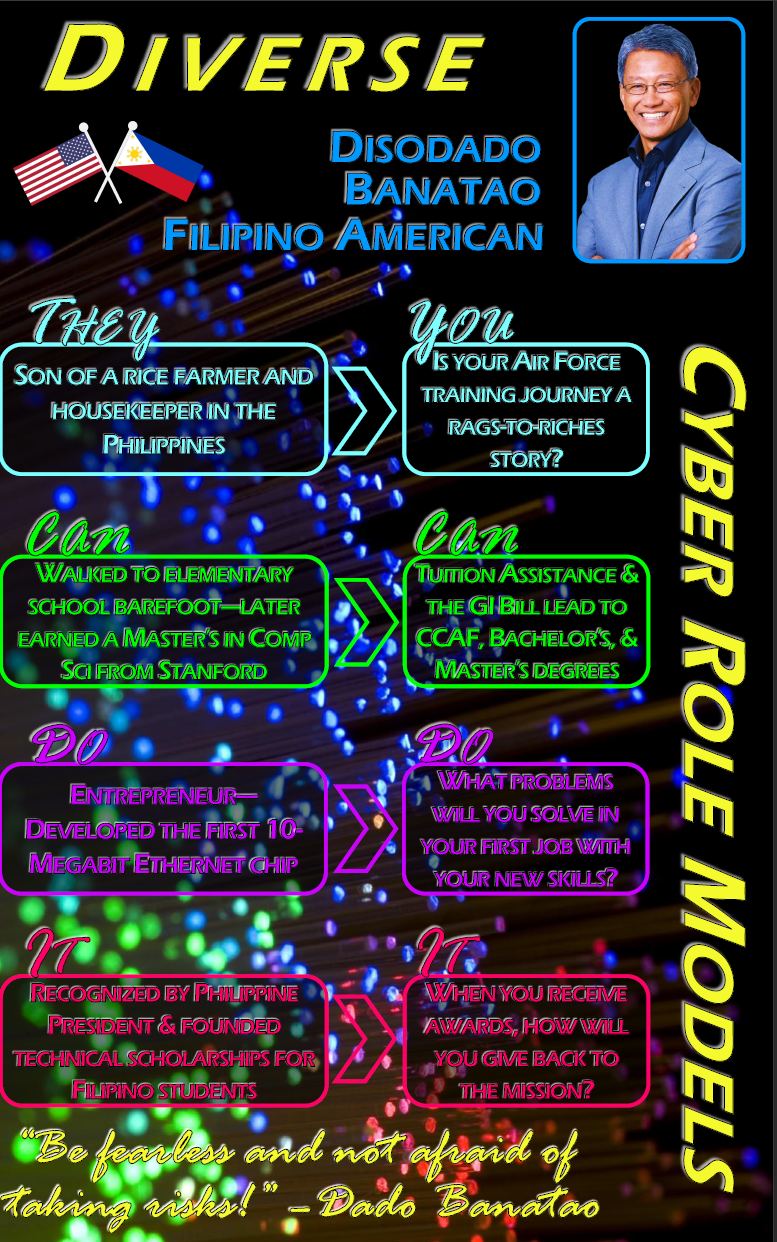 DIVERSE
DISODADO
BANATAO
FILIPINO AMERICAN
THEY
SON OF A RICE FARMER AND
HOUSEKEEPER IN THE
PHILIPPINES
YOU
IS YOUR AIR FORCE
TRAINING JOURNEY A
RAGS-TO-RICHES
STORY?
CAN
WALKED TO ELEMENTARY
SCHOOL BAREFOOT—LATER
EARNED A MASTER'S IN COMP
SCI FROM STANFORD
CAN
TUITION ASSISTANCE &
THE GI BILL LEAD TO
CCAF, BACHELOR'S, &
MASTER'S DEGREES
DO
ENTREPRENEUR—
DEVELOPED THE FIRST 10-
MEGABIT ETHERNET CHIP
DO
WHAT PROBLEMS
WILL YOU SOLVE IN
YOUR FIRST JOB WITH
YOUR NEW SKILLS?
IT
RECOGNIZED BY PHILIPPINE
PRESIDENT & FOUNDED
TECHNICAL SCHOLARSHIPS FOR
FILIPINO STUDENTS
IT
WHEN YOU RECEIVE
AWARDS, HOW WILL
YOU GIVE BACK TO
THE MISSION?
CYBER ROLE MODELS
"Be fearless and not afraid of
taking risks!" – Dado Banatao